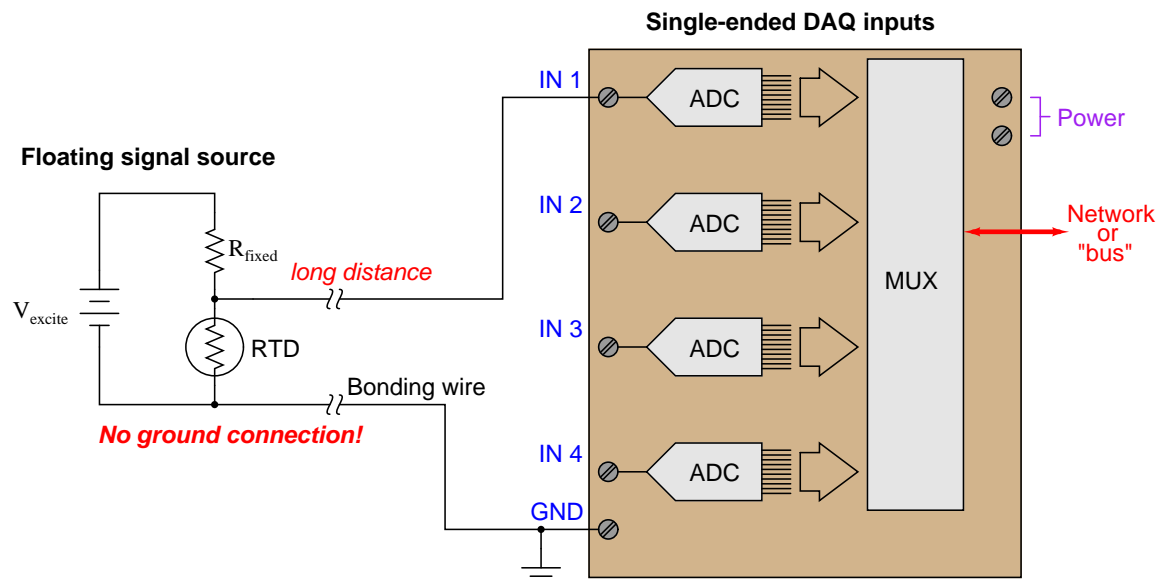 Single-ended DAQ inputs
IN 1
ADC
Power
Floating signal source
IN 2
ADC
Network
or
"bus"
Rfixed
long distance
MUX
Vexcite
IN 3
ADC
RTD
Bonding wire
No ground connection!
IN 4
ADC
GND